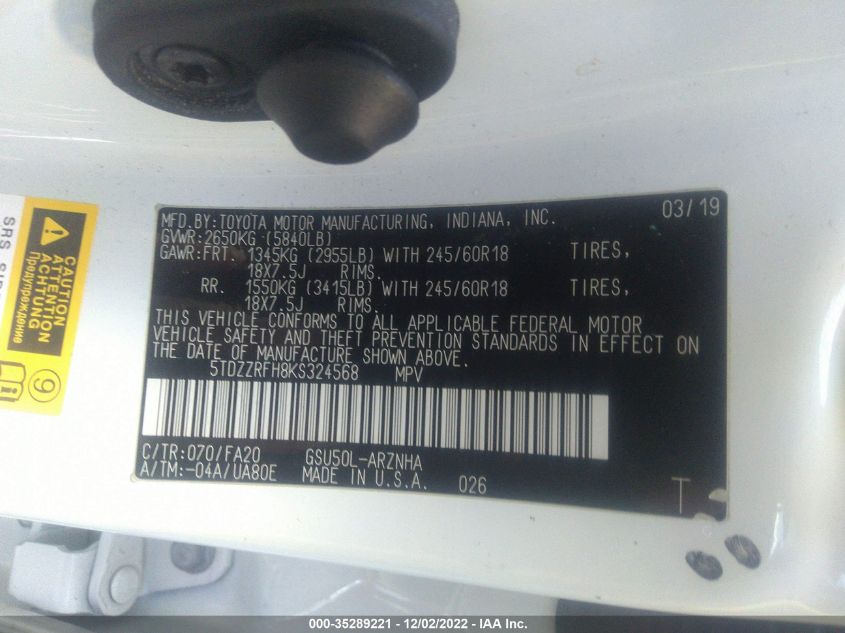 MFD.BY:TOYOTA MOTOR MANUFACTURING, INDIANA, INC. 03/19
GVWR:2650KG (5840LB)
GAWR:FRT. 1345KG (2955LB) WITH 245/60R18 TIRES,
18X7.5J RIMS.
RR. 1550KG (3415LB) WITH 245/60R18 TIRES,
18X7.5J RIMS.
THIS VEHICLE CONFORMS TO ALL APPLICABLE FEDERAL MOTOR
VEHICLE SAFETY AND THEFT PREVENTION STANDARDS IN EFFECT ON
THE DATE OF MANUFACTURE SHOWN ABOVE.
5TDZZRFH8KS324568 MPV
C/TR:070/FA20 GSU50L-ARZNHA
A/TM:-04A/UA80E MADE IN U.S.A. 026
T
CAUTION
ATTENTION
ACHTUNG
Предупреждение
9
SRS
000-35289221 - 12/02/2022 - IAA Inc.